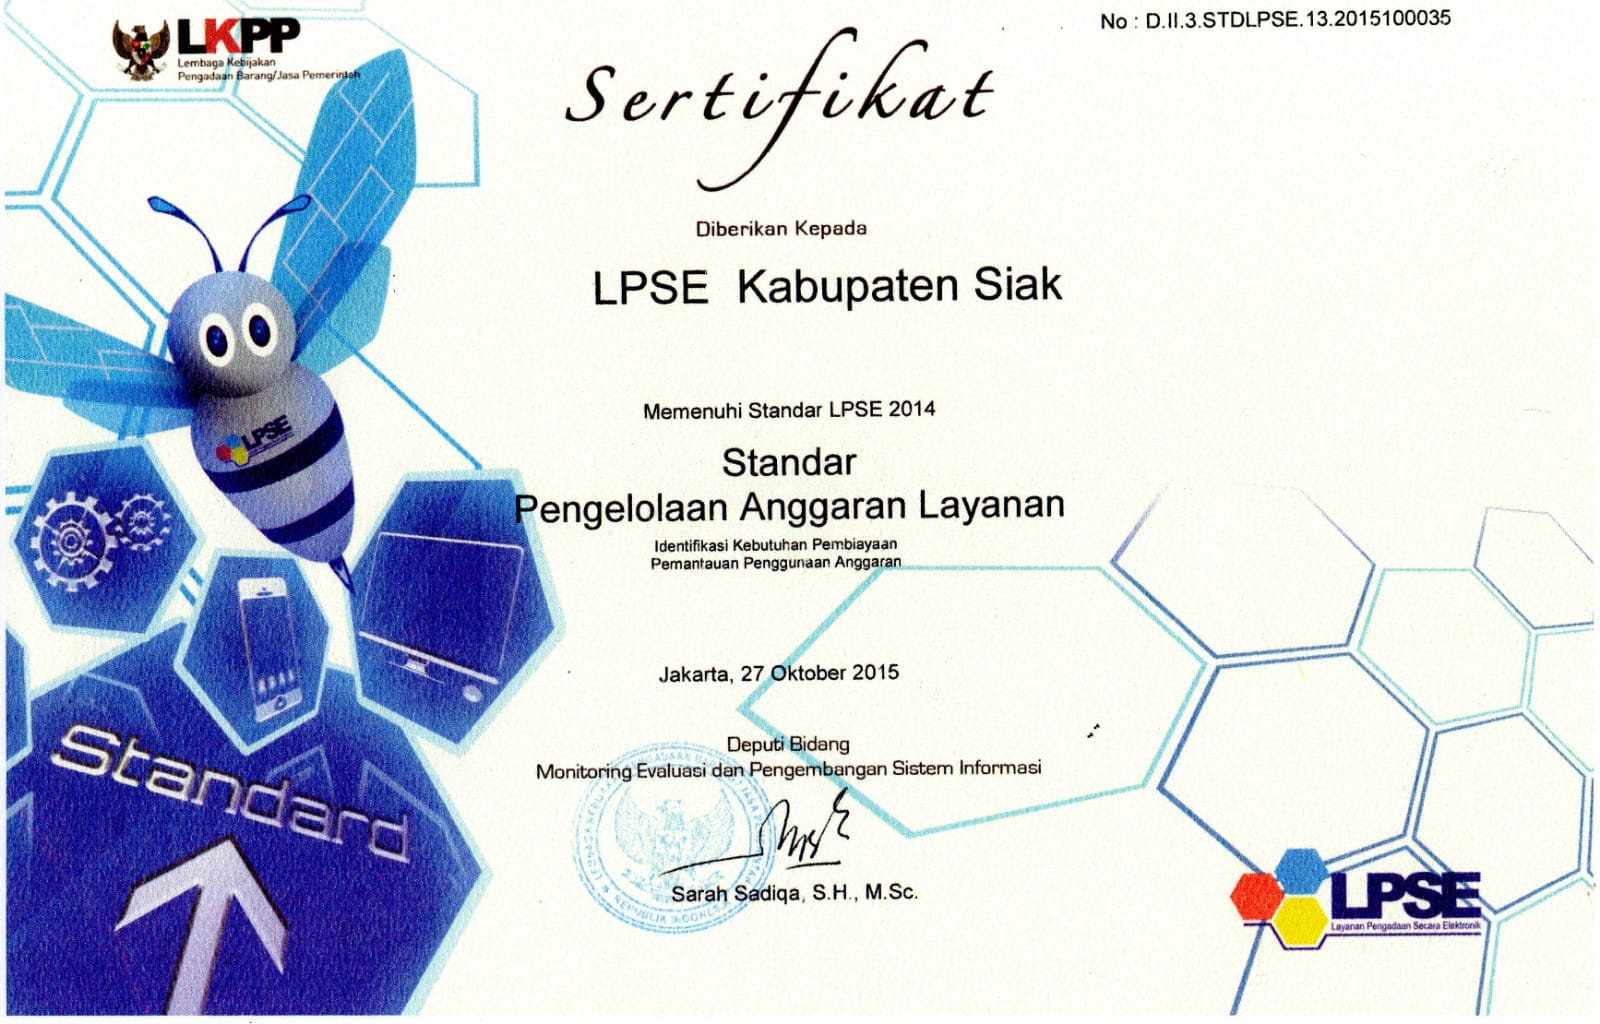 LKPP
Lembaga Kebijakan
Pengadaan Barang/Jasa Pemerintah
No : D.II.3.STDLPSE.13.2015100035
Sertifikat
Diberikan Kepada
LPSE Kabupaten Siak
Memenuhi Standar LPSE 2014
Standar
Pengelolaan Anggaran Layanan
Identifikasi Kebutuhan Pembiayaan
Pemantauan Penggunaan Anggaran
Jakarta, 27 Oktober 2015
Deputi Bidang
Monitoring Evaluasi dan Pengembangan Sistem Informasi
Sarah Sadiqa, S.H., M.Sc.
REPUBLIK INDONESIA
LPSE
Standard
LPSE
Layanan Pengadaan Secara Elektronik